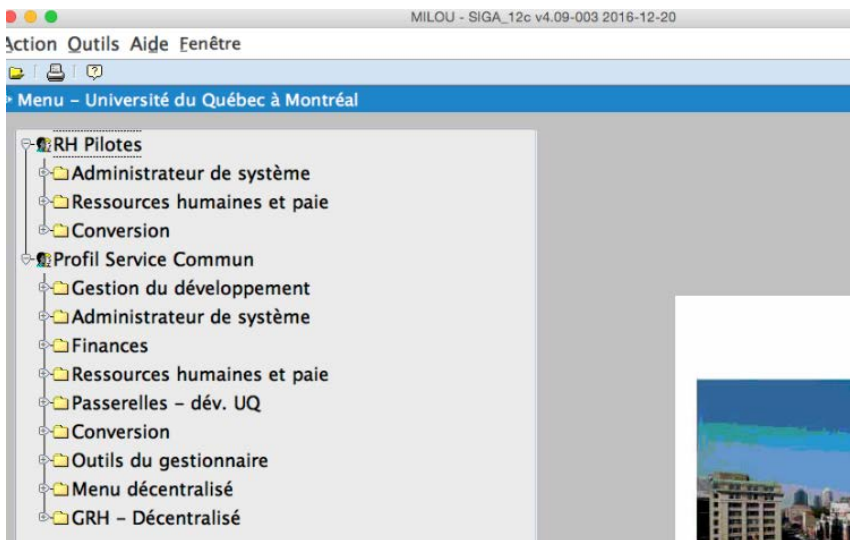 MILOU - SIGA_12c v4.09-003 2016-12-20
Action Outils Aide Fenêtre
Menu – Université du Québec à Montréal
RH Pilotes
Administrateur de système
Ressources humaines et paie
Conversion
Profil Service Commun
Gestion du développement
Administrateur de système
Finances
Ressources humaines et paie
Passerelles – dév. UQ
Conversion
Outils du gestionnaire
Menu décentralisé
GRH – Décentralisé